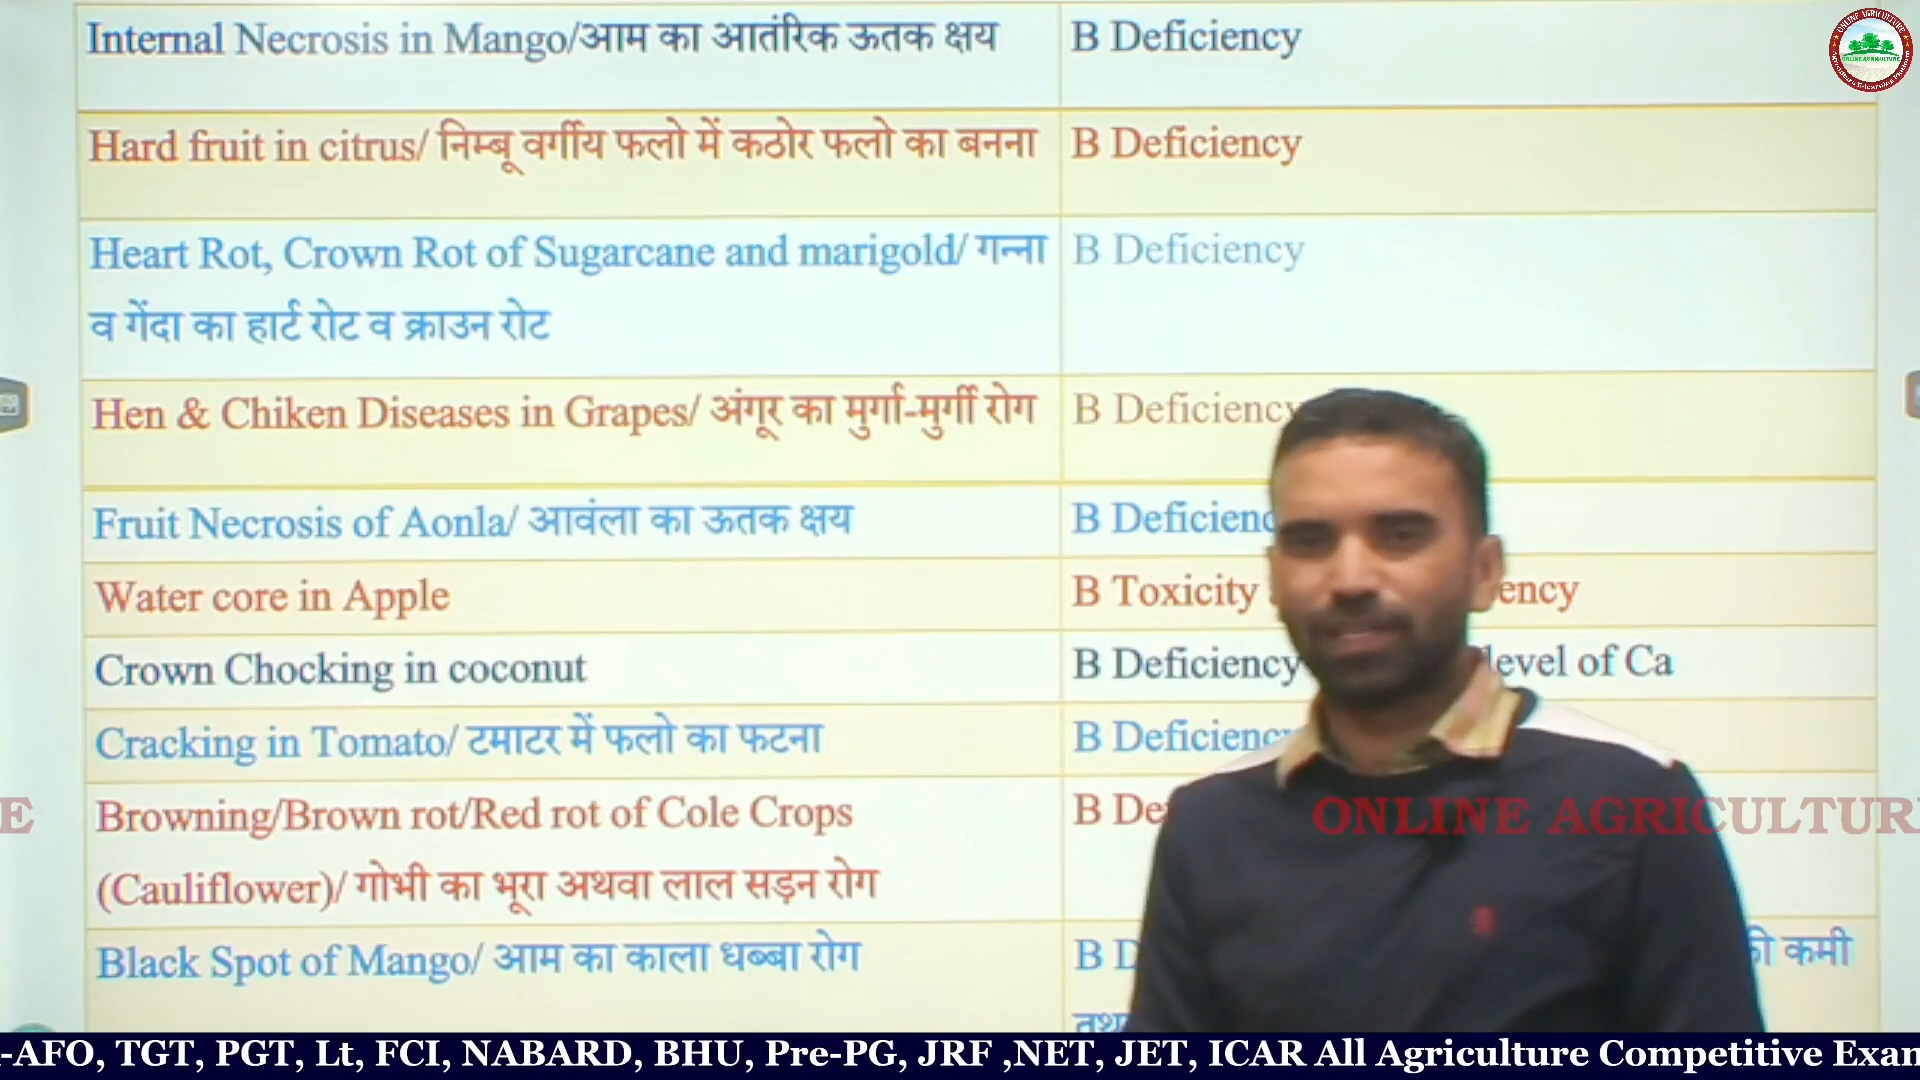 Internal Necrosis in Mango/आम का आतंरिक ऊतक क्षय B Deficiency
Hard fruit in citrus/ निम्बू वर्गीय फलो में कठोर फलो का बनना B Deficiency
Heart Rot, Crown Rot of Sugarcane and marigold/ गन्ना B Deficiency
व गेंदा का हार्ट रोट व क्राउन रोट
Hen & Chiken Diseases in Grapes/ अंगूर का मुर्गा-मुर्गी रोग B Deficiency
Fruit Necrosis of Aonla/ आवंला का ऊतक क्षय B Deficienc
Water core in Apple B Toxicity ency
Crown Chocking in coconut B Deficiency level of Ca
Cracking in Tomato/ टमाटर में फलो का फटना B Deficiency
Browning/Brown rot/Red rot of Cole Crops B De
(Cauliflower)/ गोभी का भूरा अथवा लाल सड़न रोग
Black Spot of Mango/ आम का काला धब्बा रोग B D की कमी
ONLINE AGRICULTURE
-AFO, TGT, PGT, Lt, FCI, NABARD, BHU, Pre-PG, JRF ,NET, JET, ICAR All Agriculture Competitive Exam
ONLINE AGRICULTURE